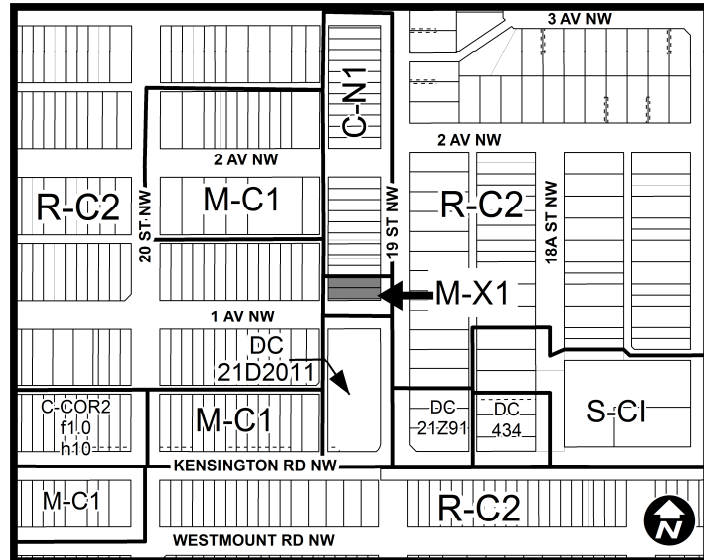 3 AV NW
C-N1
2 AV NW
2 AV NW
R-C2
20 ST NW
M-C1
19 ST NW
R-C2
18A ST NW
M-X1
1 AV NW
DC
21D2011
C-COR2
f1.0
h10
M-C1
DC
21Z91
DC
434
S-CI
KENSINGTON RD NW
M-C1
R-C2
WESTMOUNT RD NW
N